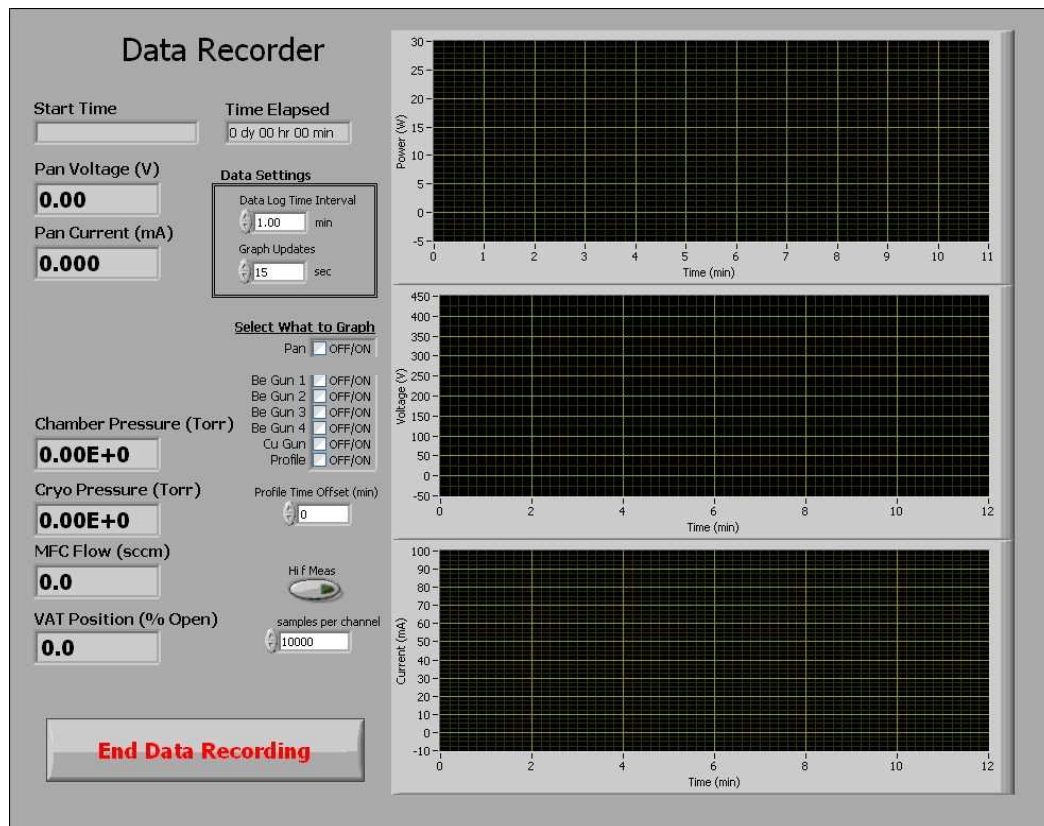 Data Recorder
Start Time
Time Elapsed
0 dy 00 hr 00 min
Pan Voltage (V)
0.00
Pan Current (mA)
0.000
Data Settings
Data Log Time Interval
1.00 min
Graph Updates
15 sec
Select What to Graph
Pan OFF/ON
Be Gun 1 OFF/ON
Be Gun 2 OFF/ON
Be Gun 3 OFF/ON
Be Gun 4 OFF/ON
Cu Gun OFF/ON
Profile OFF/ON
Chamber Pressure (Torr)
0.00E+0
Cryo Pressure (Torr)
0.00E+0
Profile Time Offset (min)
0
MFC Flow (sccm)
0.0
Hi f Meas
VAT Position (% Open)
0.0
samples per channel
10000
End Data Recording
Power (W)
30
25
20
15
10
5
0
-5
0 1 2 3 4 5 6 7 8 9 10 11
Time (min)
Voltage (V)
450
400
350
300
250
200
150
100
50
0
-50
0 2 4 6 8 10 12
Time (min)
Current (mA)
100
90
80
70
60
50
40
30
20
10
0
-10
0 2 4 6 8 10 12
Time (min)